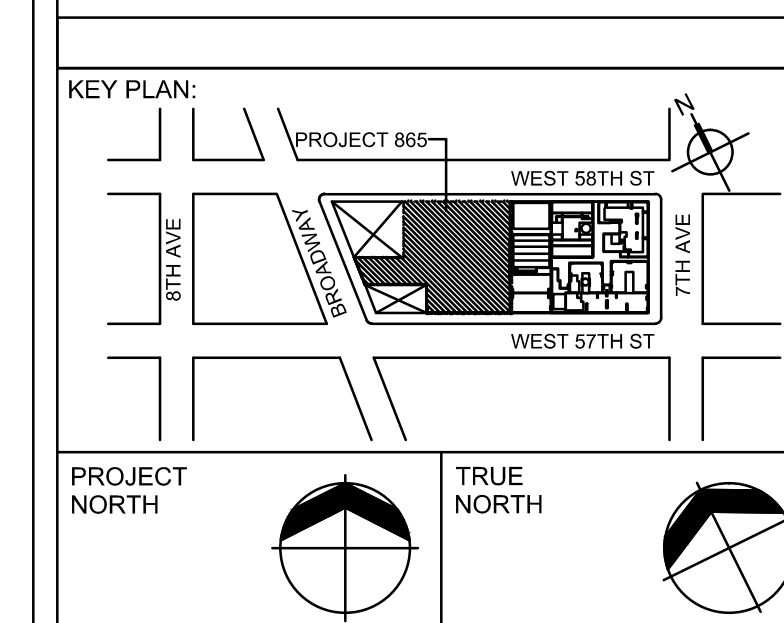 KEY PLAN:
N
PROJECT 865
WEST 58TH ST
8TH AVE
BROADWAY
7TH AVE
WEST 57TH ST
PROJECT
NORTH
TRUE
NORTH